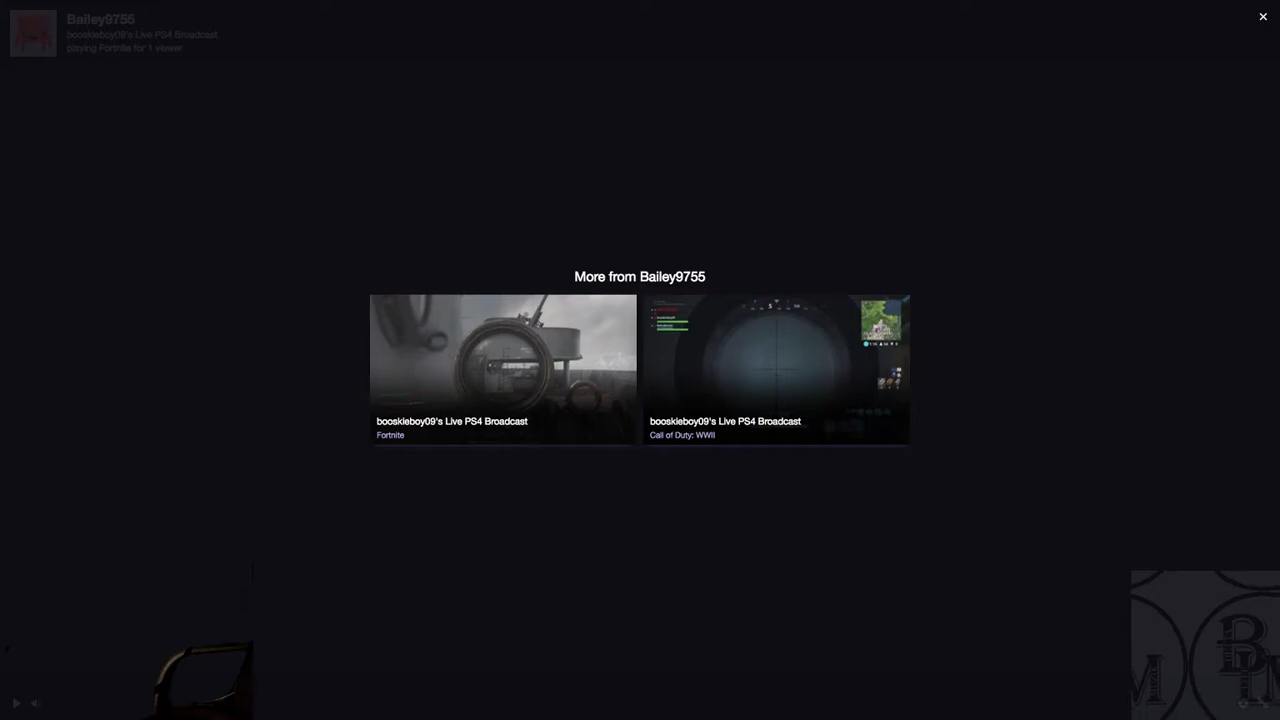 Bailey9755
booskieboy09's Live PS4 Broadcast
playing Fortnite for 1 viewer
More from Bailey9755
booskieboy09's Live PS4 Broadcast
Fortnite
booskieboy09's Live PS4 Broadcast
Call of Duty: WWII